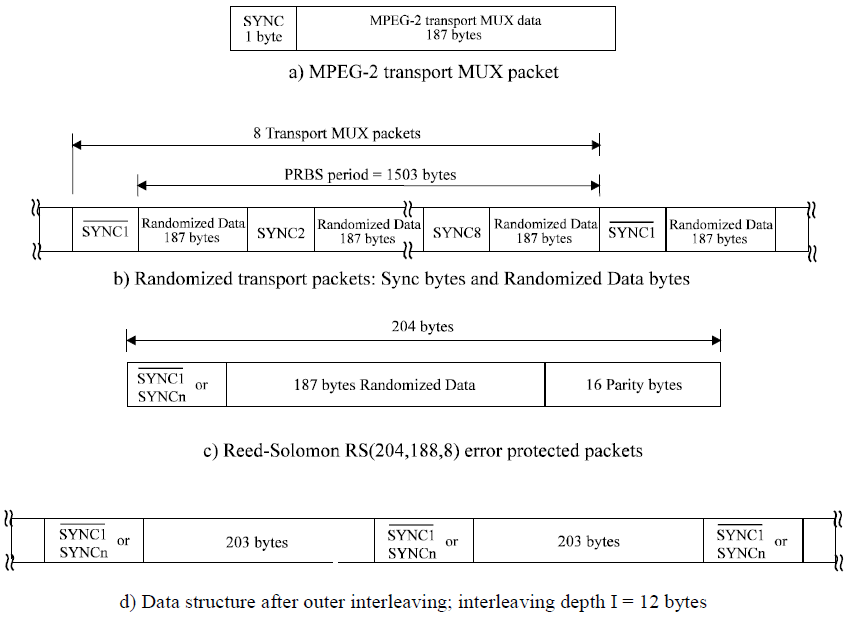 SYNC
1 byte
MPEG-2 transport MUX data
187 bytes
a) MPEG-2 transport MUX packet
8 Transport MUX packets
PRBS period = 1503 bytes
SYNC1
Randomized Data
187 bytes
SYNC2
Randomized Data
187 bytes
SYNC8
Randomized Data
187 bytes
SYNC1
Randomized Data
187 bytes
b) Randomized transport packets: Sync bytes and Randomized Data bytes
204 bytes
SYNC1 or
SYNCn
187 bytes Randomized Data
16 Parity bytes
c) Reed-Solomon RS(204,188,8) error protected packets
SYNC1 or
SYNCn
203 bytes
SYNC1 or
SYNCn
203 bytes
SYNC1 or
SYNCn
d) Data structure after outer interleaving; interleaving depth I = 12 bytes